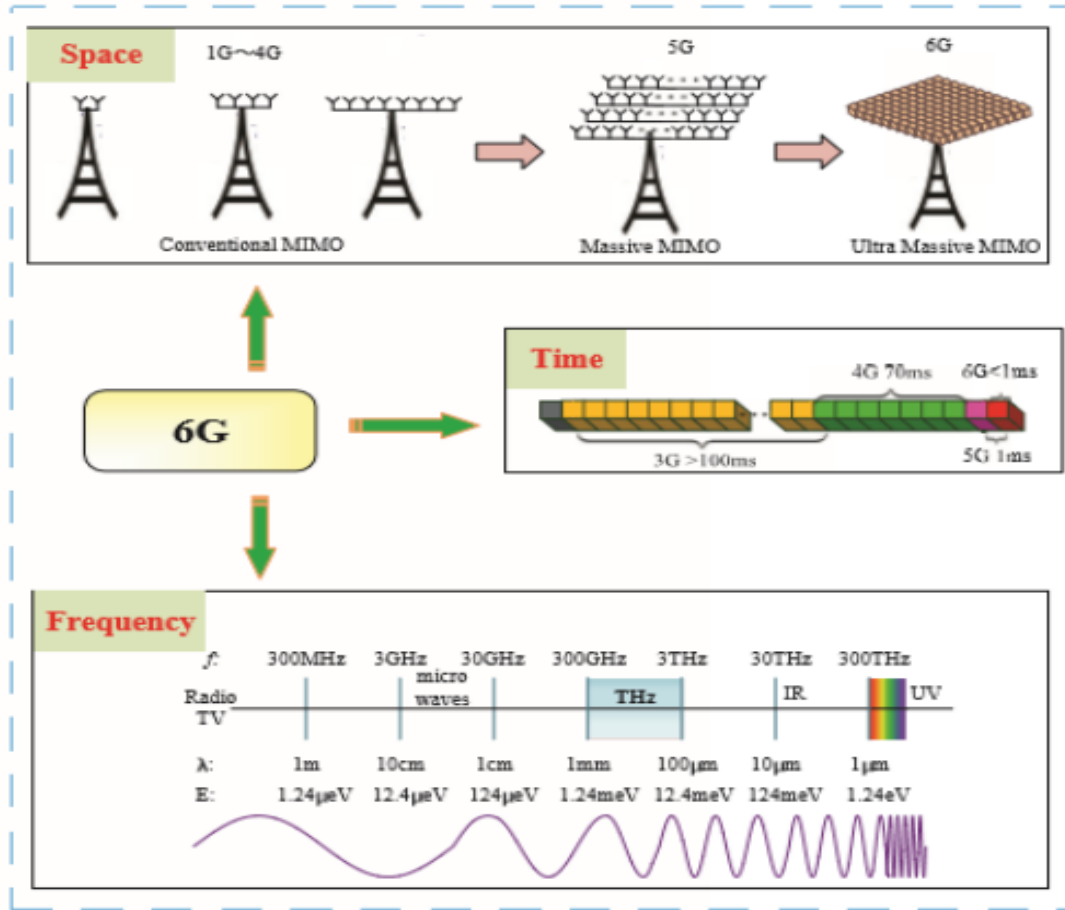 Space
1G~4G
5G
6G
Conventional MIMO
Massive MIMO
Ultra Massive MIMO
6G
Time
4G 70ms
6G<1ms
3G >100ms
5G 1ms
Frequency
f: 300MHz 3GHz 30GHz 300GHz 3THz 30THz 300THz
Radio
TV
micro
waves
THz
IR
UV
λ: 1m 10cm 1cm 1mm 100μm 10μm 1μm
E: 1.24μeV 12.4μeV 124μeV 1.24meV 12.4meV 124meV 1.24eV